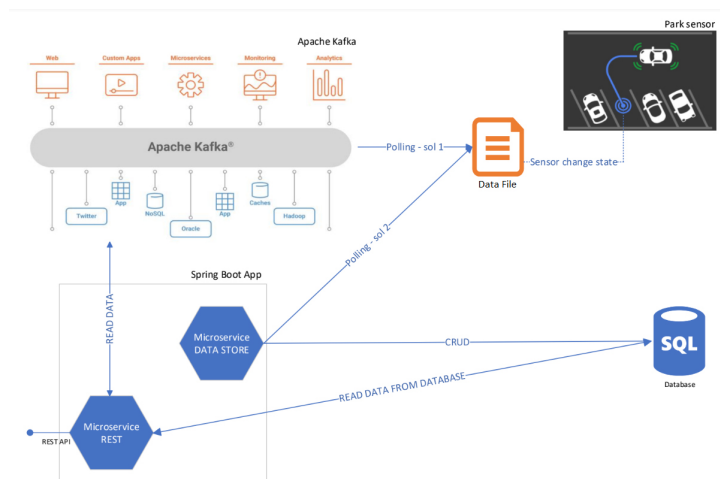 Park sensor
Apache Kafka
Web
Custom Apps
Microservices
Monitoring
Analytics
Apache Kafka®
Polling - sol 1
Sensor change state
Data File
App
NoSQL
App
Caches
Twitter
Oracle
Hadoop
Polling - sol 2
Spring Boot App
READ DATA
Microservice
DATA STORE
CRUD
SQL
Database
READ DATA FROM DATABASE
Microservice
REST
REST API